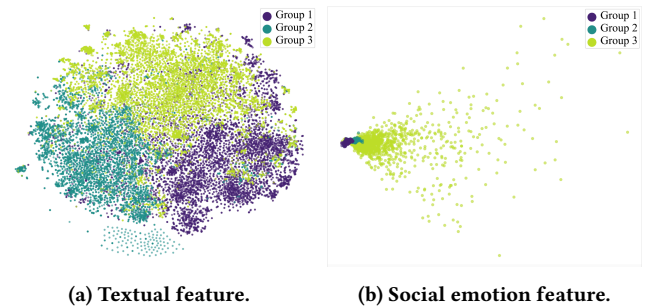 Group 1
Group 2
Group 3
Group 1
Group 2
Group 3
(a) Textual feature.
(b) Social emotion feature.